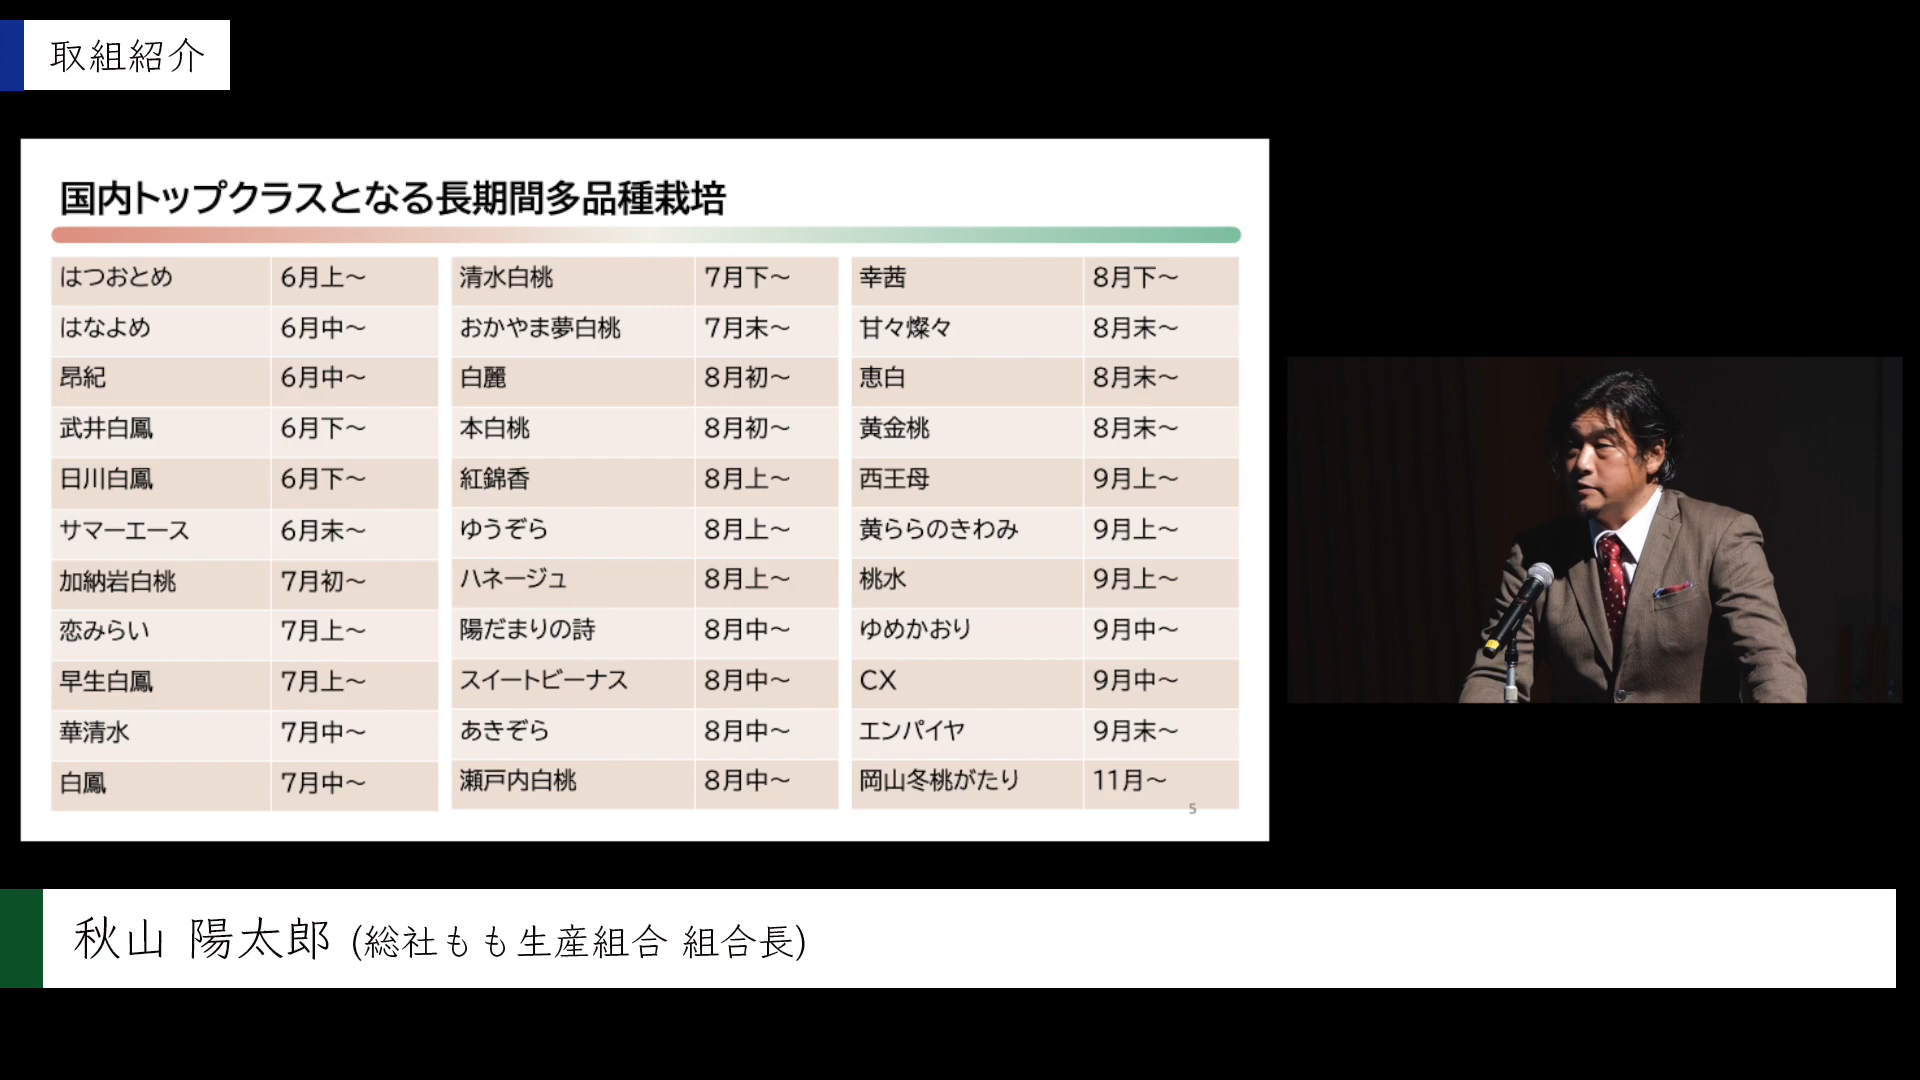 取組紹介
国内トップクラスとなる長期間多品種栽培
はつおとめ 6月上～
はなよめ 6月中～
昴紀 6月中～
武井白鳳 6月下～
日川白鳳 6月下～
サマーエース 6月末～
加納岩白桃 7月初～
恋みらい 7月上～
早生白鳳 7月上～
華清水 7月中～
白鳳 7月中～
清水白桃 7月下～
おかやま夢白桃 7月末～
白麗 8月初～
本白桃 8月初～
紅錦香 8月上～
ゆうぞら 8月上～
ハネージュ 8月上～
陽だまりの詩 8月中～
スイートビーナス 8月中～
あきぞら 8月中～
瀬戸内白桃 8月中～
幸茜 8月下～
甘々燦々 8月末～
恵白 8月末～
黄金桃 8月末～
西王母 9月上～
黄ららのきわみ 9月上～
桃水 9月上～
ゆめかおり 9月中～
CX 9月中～
エンパイヤ 9月末～
岡山冬桃がたり 11月～
5
秋山 陽太郎 (総社もも生産組合 組合長)